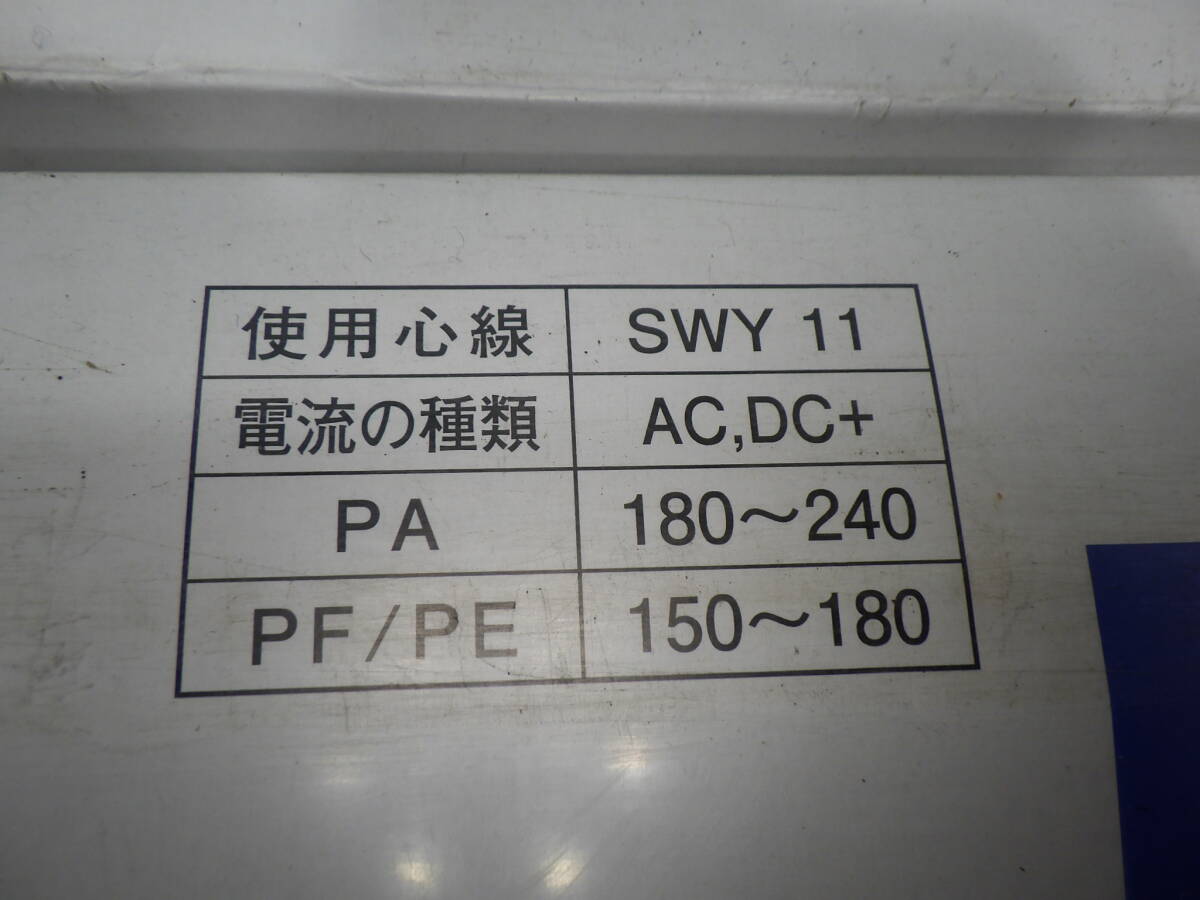 使用心線 SWY 11
電流の種類 AC,DC+
PA 180～240
PF/PE 150～180